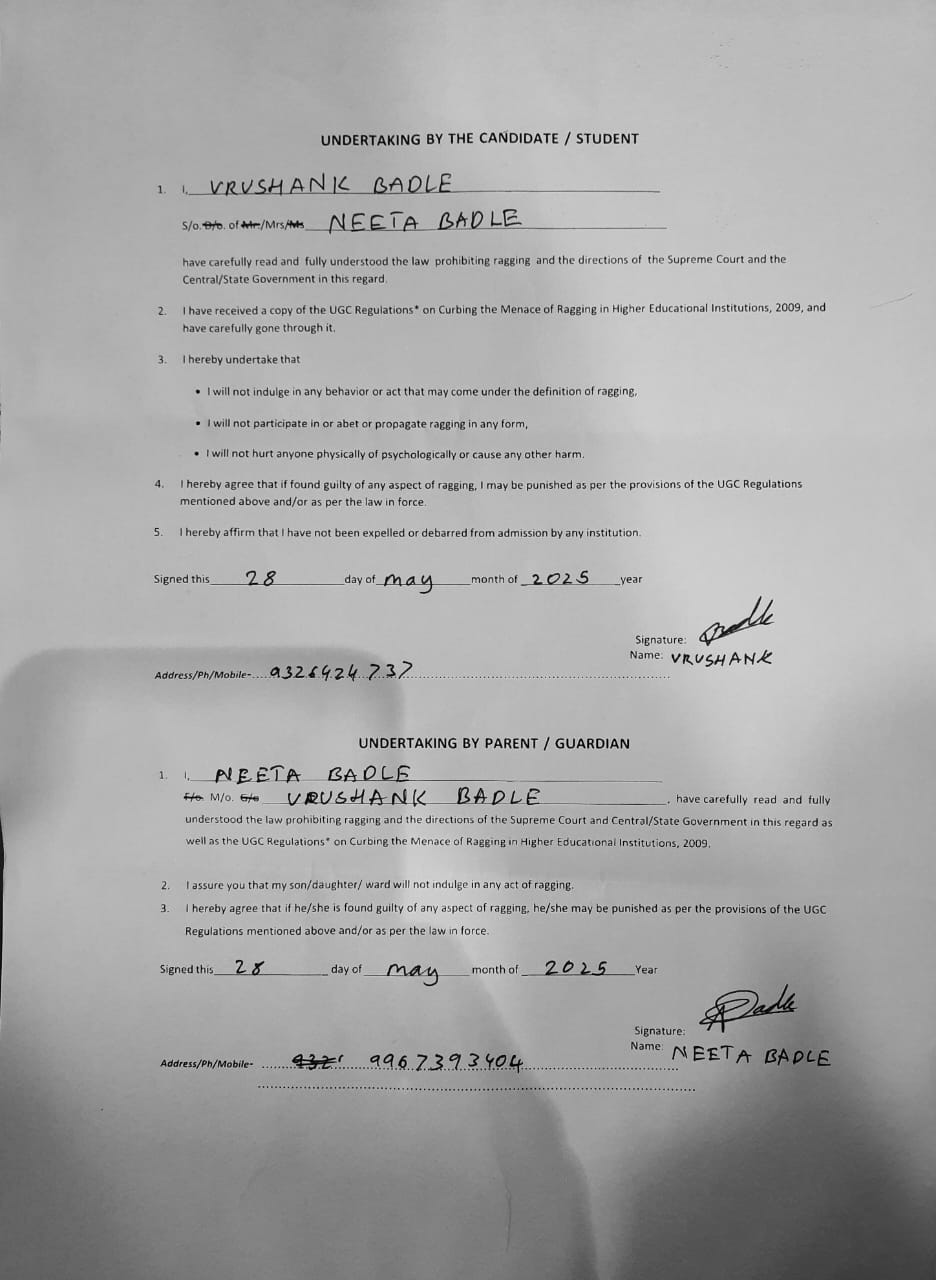 UNDERTAKING BY THE CANDIDATE / STUDENT
1. I, VRUSHANK BADLE
S/o. D/o. of Mr/Mrs/Ms NEETA BADLE
have carefully read and fully understood the law prohibiting ragging and the directions of the Supreme Court and the
Central/State Government in this regard.
2. I have received a copy of the UGC Regulations* on Curbing the Menace of Ragging in Higher Educational Institutions, 2009, and
have carefully gone through it.
3. I hereby undertake that
• I will not indulge in any behavior or act that may come under the definition of ragging,
• I will not participate in or abet or propagate ragging in any form,
• I will not hurt anyone physically of psychologically or cause any other harm.
4. I hereby agree that if found guilty of any aspect of ragging, I may be punished as per the provisions of the UGC Regulations
mentioned above and/or as per the law in force.
5. I hereby affirm that I have not been expelled or debarred from admission by any institution.
Signed this 28 day of may month of 2025 year
Signature: Badle
Name: VRUSHANK
Address/Ph/Mobile- 9326424737
UNDERTAKING BY PARENT / GUARDIAN
1. I, NEETA BADLE
F/o. M/o. G/o VRUSHANK BADLE, have carefully read and fully
understood the law prohibiting ragging and the directions of the Supreme Court and Central/State Government in this regard as
well as the UGC Regulations* on Curbing the Menace of Ragging in Higher Educational Institutions, 2009.
2. I assure you that my son/daughter/ ward will not indulge in any act of ragging.
3. I hereby agree that if he/she is found guilty of any aspect of ragging, he/she may be punished as per the provisions of the UGC
Regulations mentioned above and/or as per the law in force.
Signed this 28 day of may month of 2025 Year
Signature: Badle
Name: NEETA BADLE
Address/Ph/Mobile- 9967393404